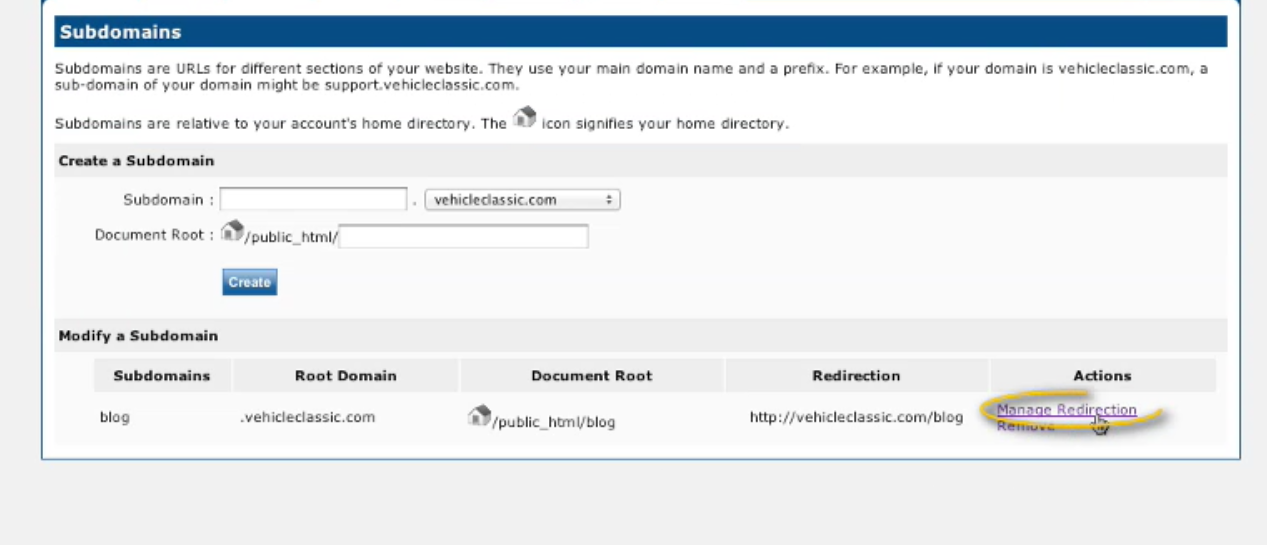 Subdomains
Subdomains are URLs for different sections of your website. They use your main domain name and a prefix. For example, if your domain is vehicleclassic.com, a
sub-domain of your domain might be support.vehicleclassic.com.
Subdomains are relative to your account's home directory. The icon signifies your home directory.
Create a Subdomain
Subdomain : . vehicleclassic.com
Document Root : /public_html/
Create
Modify a Subdomain
Subdomains Root Domain Document Root Redirection Actions
blog .vehicleclassic.com /public_html/blog http://vehicleclassic.com/blog Manage Redirection
Remove